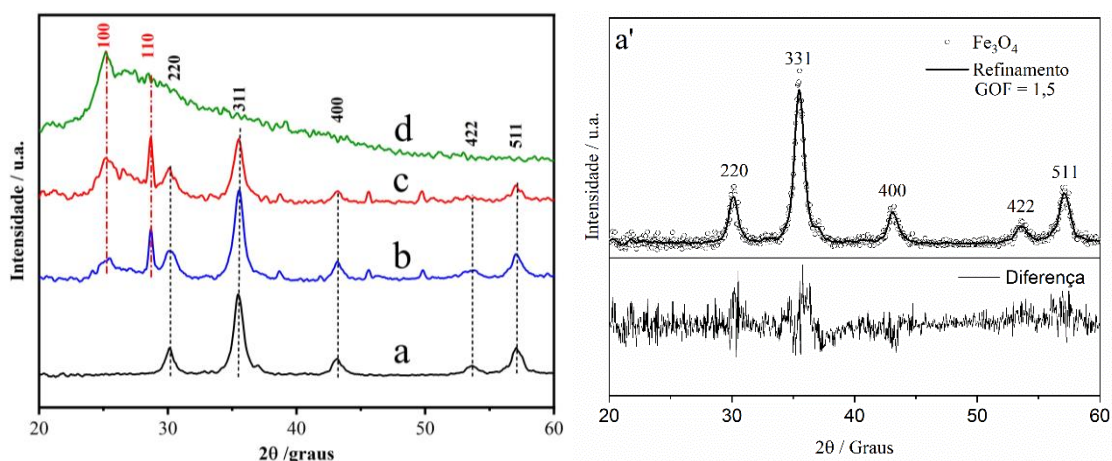 100
110
220
311
400
422
511
d
c
b
a
Intensidade / u.a.
20 30 40 50 60
2θ /graus
a'
331
220
400
422
511
Fe₃O₄
Refinamento
GOF = 1,5
Intensidade / u.a.
Diferença
20 30 40 50 60
2θ / Graus